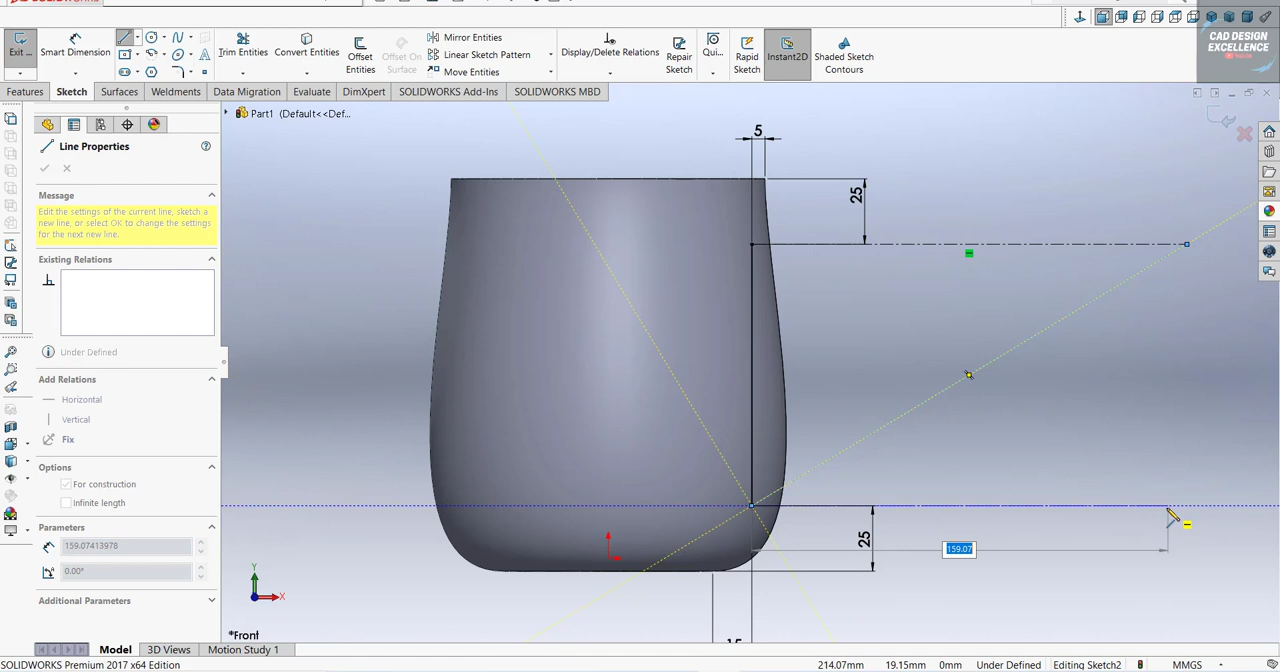 SOLIDWORKS
CAD DESIGN
EXCELLENCE
YouTube
Exit ...
Smart Dimension
Trim Entities
Convert Entities
Offset
Entities
Offset On
Surface
Mirror Entities
Linear Sketch Pattern
Move Entities
Display/Delete Relations
Repair
Sketch
Qui...
Rapid
Sketch
Instant2D
Shaded Sketch
Contours
Features
Sketch
Surfaces
Weldments
Data Migration
Evaluate
DimXpert
SOLIDWORKS Add-Ins
SOLIDWORKS MBD
Part1 (Default<<Def...
Line Properties
Message
Edit the settings of the current line, sketch a
new line, or select OK to change the settings
for the next new line.
Existing Relations
Under Defined
Add Relations
Horizontal
Vertical
Fix
Options
For construction
Infinite length
Parameters
159.07413978
0.00°
Additional Parameters
5
25
25
159.07
15
Y
X
*Front
Model
3D Views
Motion Study 1
SOLIDWORKS Premium 2017 x64 Edition
214.07mm
19.15mm
0mm
Under Defined
Editing Sketch2
MMGS